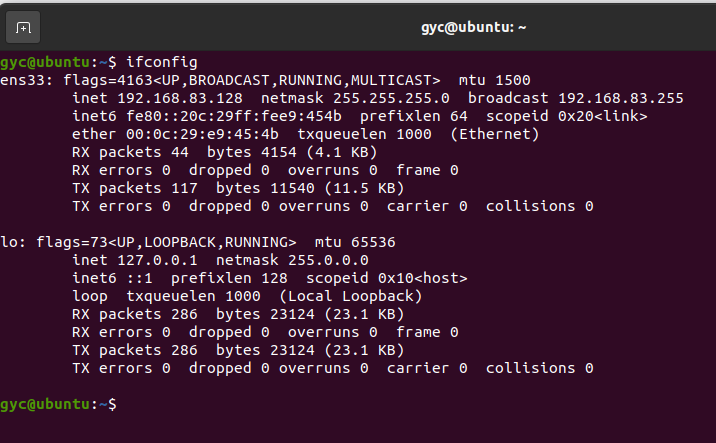 gyc@ubuntu: ~
gyc@ubuntu:~$ ifconfig
ens33: flags=4163<UP,BROADCAST,RUNNING,MULTICAST>  mtu 1500
        inet 192.168.83.128  netmask 255.255.255.0  broadcast 192.168.83.255
        inet6 fe80::20c:29ff:fee9:454b  prefixlen 64  scopeid 0x20<link>
        ether 00:0c:29:e9:45:4b  txqueuelen 1000  (Ethernet)
        RX packets 44  bytes 4154 (4.1 KB)
        RX errors 0  dropped 0  overruns 0  frame 0
        TX packets 117  bytes 11540 (11.5 KB)
        TX errors 0  dropped 0 overruns 0  carrier 0  collisions 0

lo: flags=73<UP,LOOPBACK,RUNNING>  mtu 65536
        inet 127.0.0.1  netmask 255.0.0.0
        inet6 ::1  prefixlen 128  scopeid 0x10<host>
        loop  txqueuelen 1000  (Local Loopback)
        RX packets 286  bytes 23124 (23.1 KB)
        RX errors 0  dropped 0  overruns 0  frame 0
        TX packets 286  bytes 23124 (23.1 KB)
        TX errors 0  dropped 0 overruns 0  carrier 0  collisions 0

gyc@ubuntu:~$